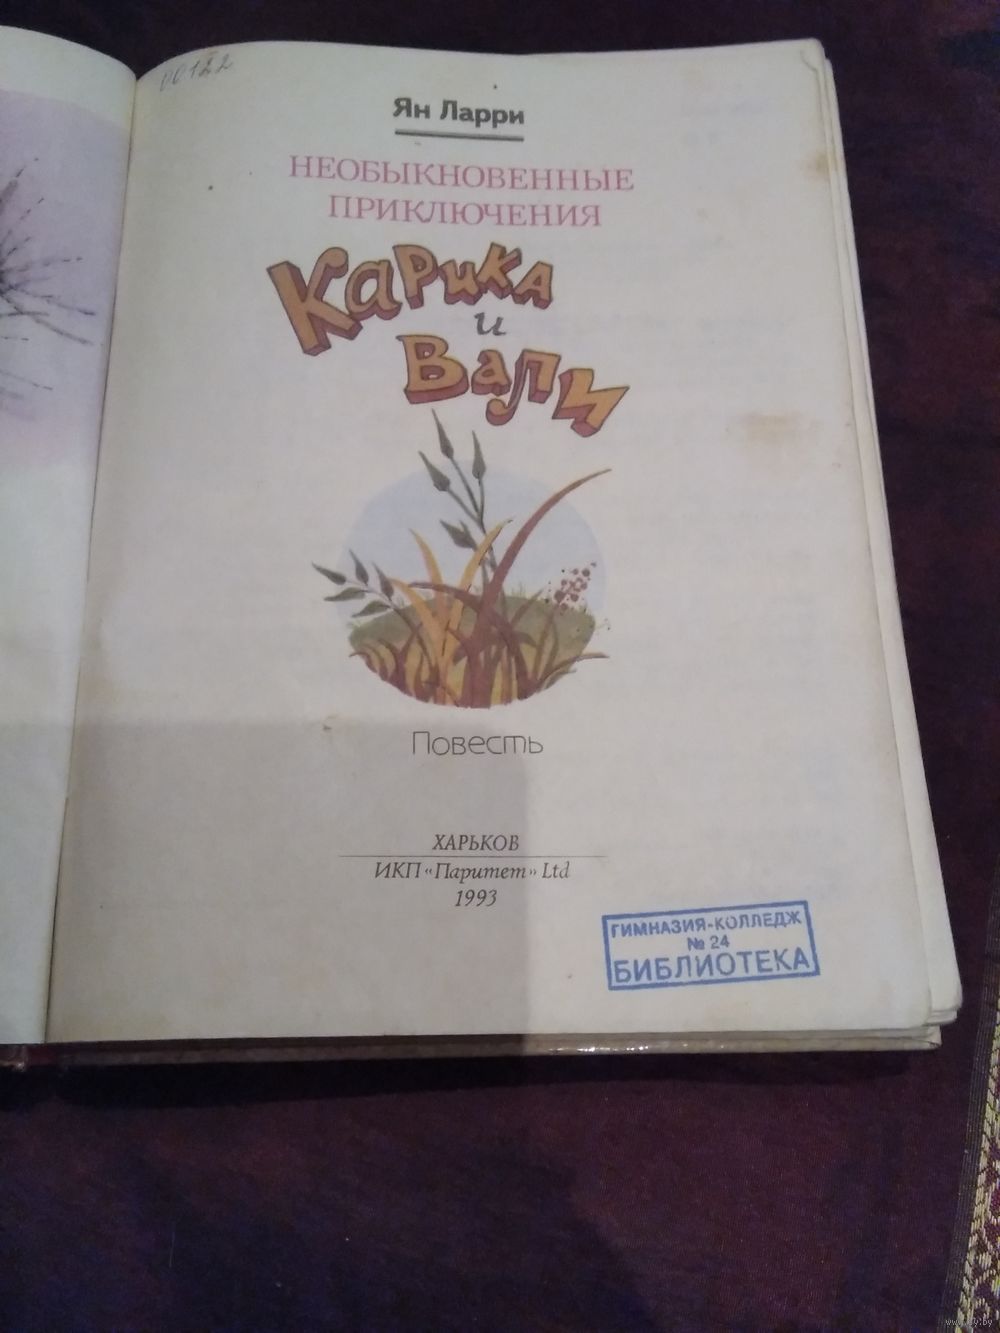 00122
Ян Ларри
НЕОБЫКНОВЕННЫЕ
ПРИКЛЮЧЕНИЯ
Карика
и
Вали
Повесть
ХАРЬКОВ
ИКП «Паритет» Ltd
1993
ГИМНАЗИЯ-КОЛЛЕДЖ
№ 24
БИБЛИОТЕКА